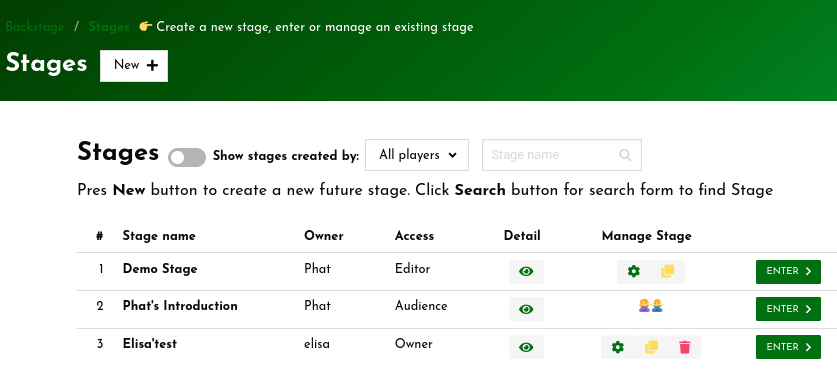 Backstage / Stages 👉 Create a new stage, enter or manage an existing stage
Stages New +
Stages Show stages created by: All players Stage name
Pres New button to create a new future stage. Click Search button for search form to find Stage
# Stage name Owner Access Detail Manage Stage
1 Demo Stage Phat Editor ENTER
2 Phat's Introduction Phat Audience ENTER
3 Elisa'test elisa Owner ENTER